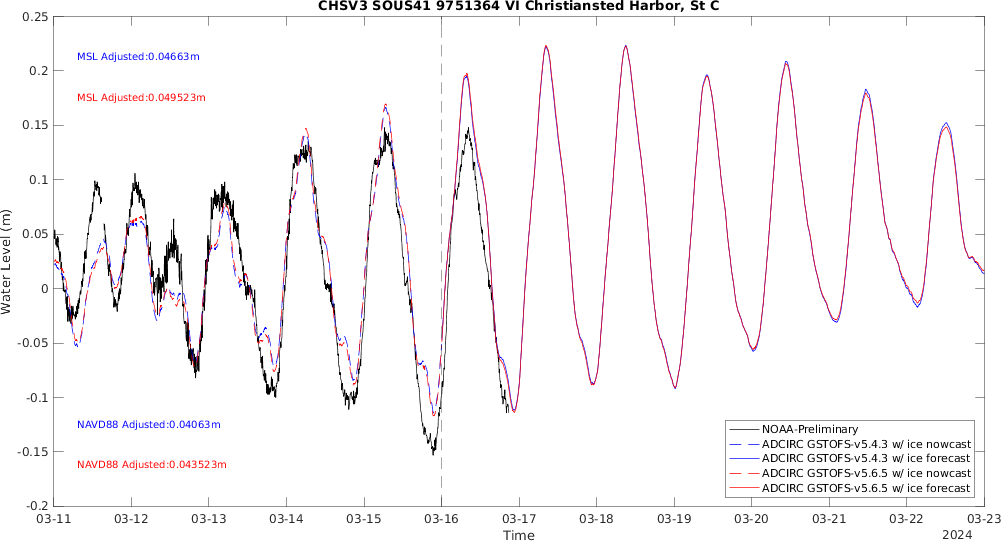 CHSV3 SOUS41 9751364 VI Christiansted Harbor, St C
0.25
0.2
0.15
0.1
0.05
0
-0.05
-0.1
-0.15
-0.2
Water Level (m)
MSL Adjusted:0.04663m
MSL Adjusted:0.049523m
NAVD88 Adjusted:0.04063m
NAVD88 Adjusted:0.043523m
NOAA-Preliminary
ADCIRC GSTOFS-v5.4.3 w/ ice nowcast
ADCIRC GSTOFS-v5.4.3 w/ ice forecast
ADCIRC GSTOFS-v5.6.5 w/ ice nowcast
ADCIRC GSTOFS-v5.6.5 w/ ice forecast
03-11 03-12 03-13 03-14 03-15 03-16 03-17 03-18 03-19 03-20 03-21 03-22 03-23
Time
2024